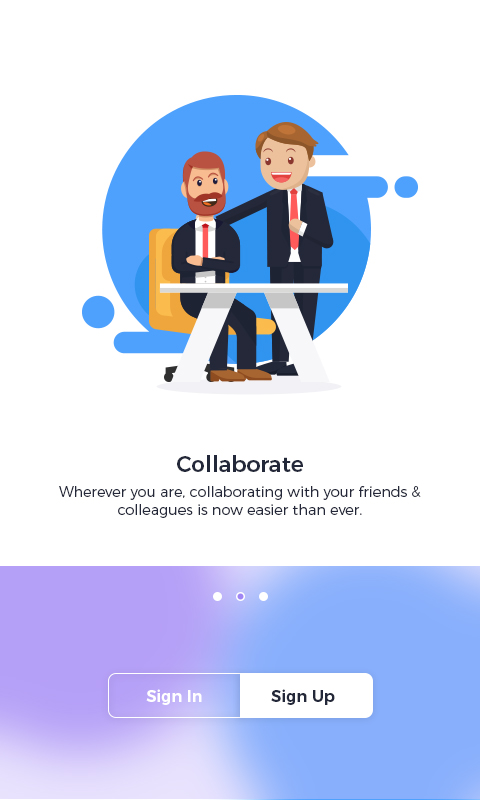 Collaborate
Wherever you are, collaborating with your friends &
colleagues is now easier than ever.
Sign In
Sign Up